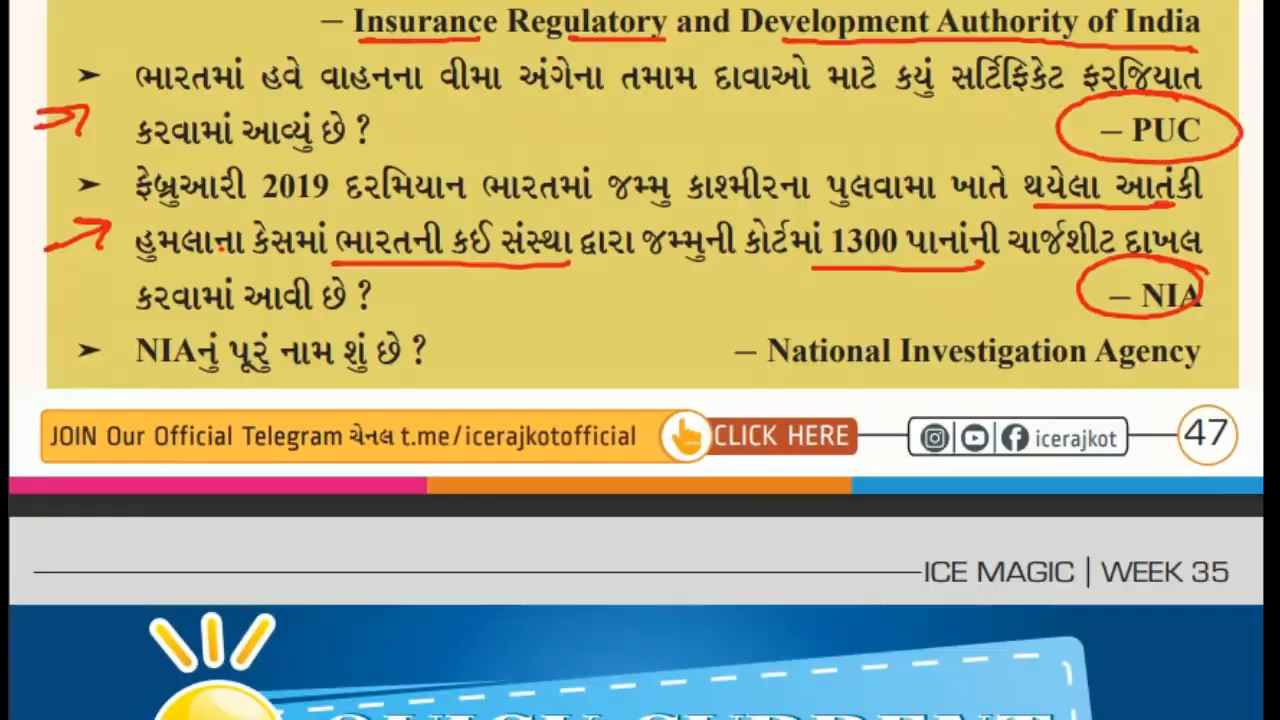 – Insurance Regulatory and Development Authority of India
➤ ભારતમાં હવે વાહનના વીમા અંગેના તમામ દાવાઓ માટે કયું સર્ટિફિકેટ ફરજિયાત
કરવામાં આવ્યું છે ? – PUC
➤ ફેબ્રુઆરી 2019 દરમિયાન ભારતમાં જમ્મુ કાશ્મીરના પુલવામા ખાતે થયેલા આતંકી
હુમલાના કેસમાં ભારતની કઈ સંસ્થા દ્વારા જમ્મુની કોર્ટમાં 1300 પાનાંની ચાર્જશીટ દાખલ
કરવામાં આવી છે ? – NIA
➤ NIAનું પૂરું નામ શું છે ? – National Investigation Agency
JOIN Our Official Telegram ચેનલ t.me/icerajkotofficial CLICK HERE icerajkot 47
ICE MAGIC | WEEK 35
QUICK CURRENT